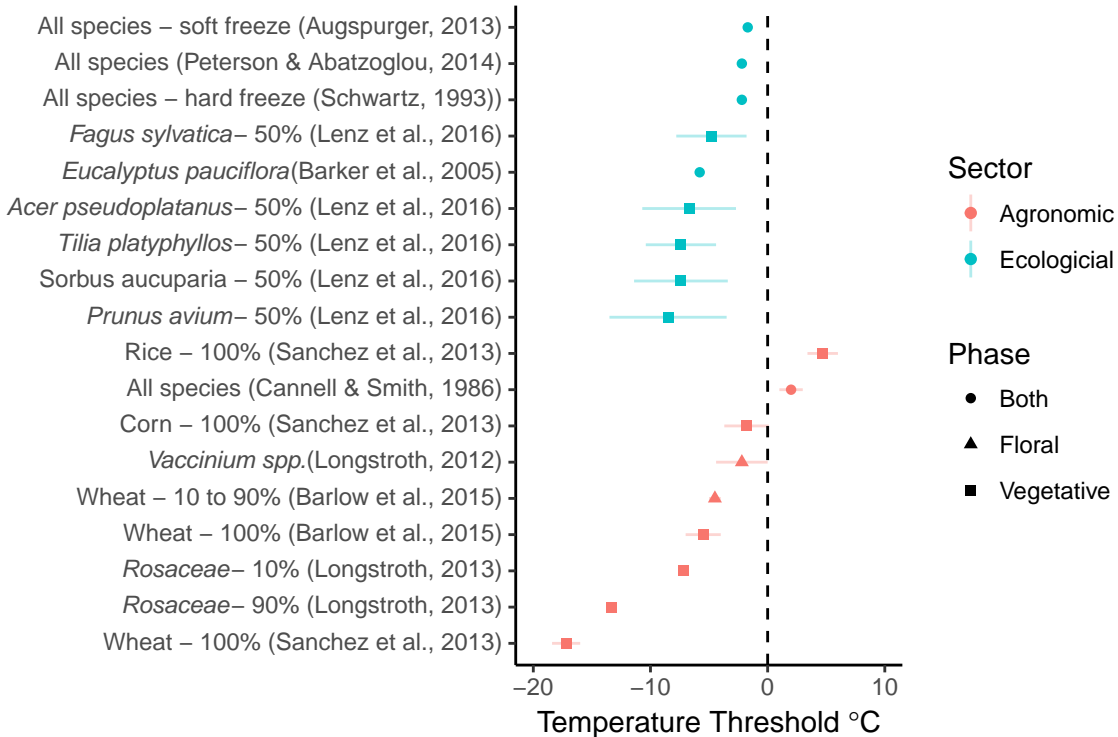 All species – soft freeze (Augspurger, 2013)
All species (Peterson & Abatzoglou, 2014)
All species – hard freeze (Schwartz, 1993))
Fagus sylvatica– 50% (Lenz et al., 2016)
Eucalyptus pauciflora(Barker et al., 2005)
Acer pseudoplatanus– 50% (Lenz et al., 2016)
Tilia platyphyllos– 50% (Lenz et al., 2016)
Sorbus aucuparia – 50% (Lenz et al., 2016)
Prunus avium– 50% (Lenz et al., 2016)
Rice – 100% (Sanchez et al., 2013)
All species (Cannell & Smith, 1986)
Corn – 100% (Sanchez et al., 2013)
Vaccinium spp.(Longstroth, 2012)
Wheat – 10 to 90% (Barlow et al., 2015)
Wheat – 100% (Barlow et al., 2015)
Rosaceae– 10% (Longstroth, 2013)
Rosaceae– 90% (Longstroth, 2013)
Wheat – 100% (Sanchez et al., 2013)
−20 −10 0 10
Temperature Threshold °C
Sector
Agronomic
Ecologicial
Phase
Both
Floral
Vegetative